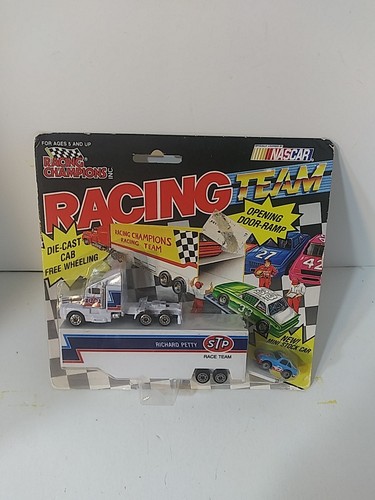 FOR AGES 5 AND UP
RACING CHAMPIONS INC
NASCAR
RACING TEAM
OPENING DOOR-RAMP
DIE-CAST
CAB
FREE WHEELING
RACING CHAMPIONS
RACING TEAM
27
42
NEW!
MINI STOCK CAR
RICHARD PETTY
STP
RACE TEAM